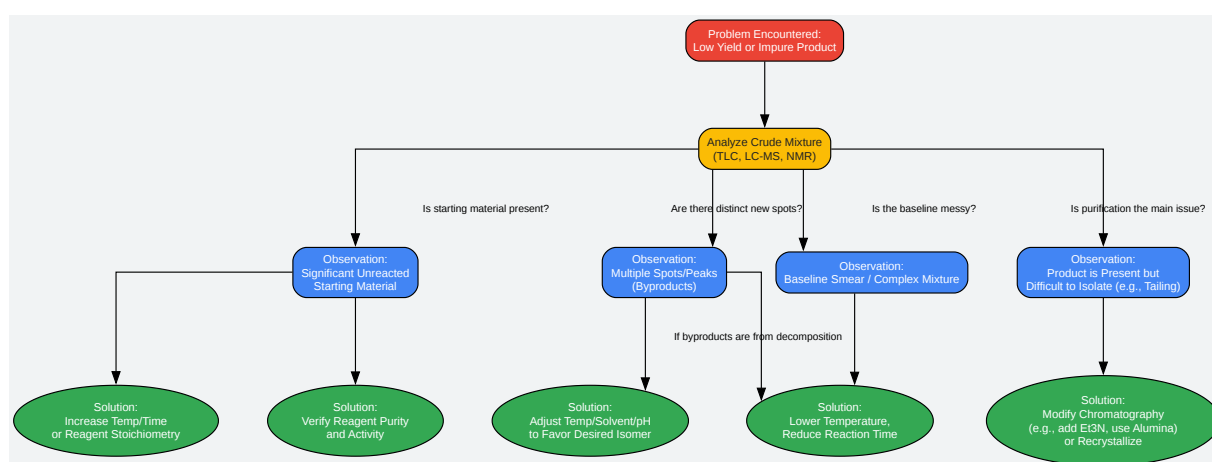 Problem Encountered:
Low Yield or Impure Product
Analyze Crude Mixture
(TLC, LC-MS, NMR)
Is starting material present?
Are there distinct new spots?
Is the baseline messy?
Is purification the main issue?
Observation:
Significant Unreacted
Starting Material
Observation:
Multiple Spots/Peaks
(Byproducts)
Observation:
Baseline Smear / Complex Mixture
Observation:
Product is Present but
Difficult to Isolate (e.g., Tailing)
If byproducts are from decomposition
Solution:
Increase Temp/Time
or Reagent Stoichiometry
Solution:
Verify Reagent Purity
and Activity
Solution:
Adjust Temp/Solvent/pH
to Favor Desired Isomer
Solution:
Lower Temperature,
Reduce Reaction Time
Solution:
Modify Chromatography
(e.g., add Et3N, use Alumina)
or Recrystallize